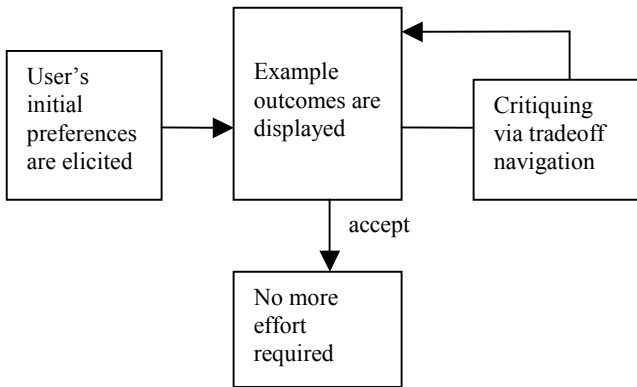 User’s
initial
preferences
are elicited
Example
outcomes are
displayed
Critiquing
via tradeoff
navigation
accept
No more
effort
required